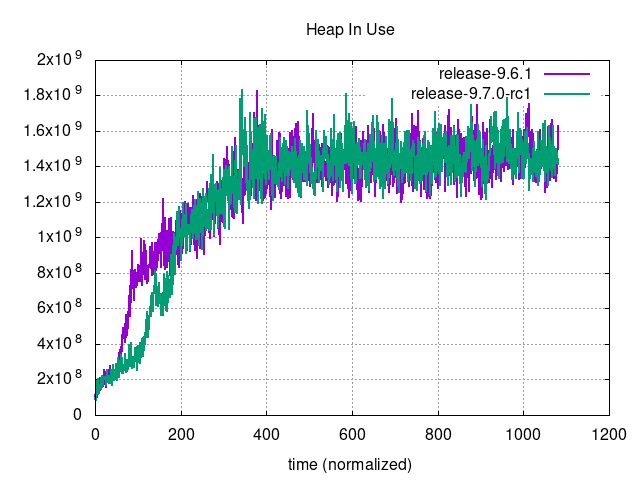 Heap In Use
2x10^9
1.8x10^9
1.6x10^9
1.4x10^9
1.2x10^9
1x10^9
8x10^8
6x10^8
4x10^8
2x10^8
0
release-9.6.1
release-9.7.0-rc1
0 200 400 600 800 1000 1200
time (normalized)